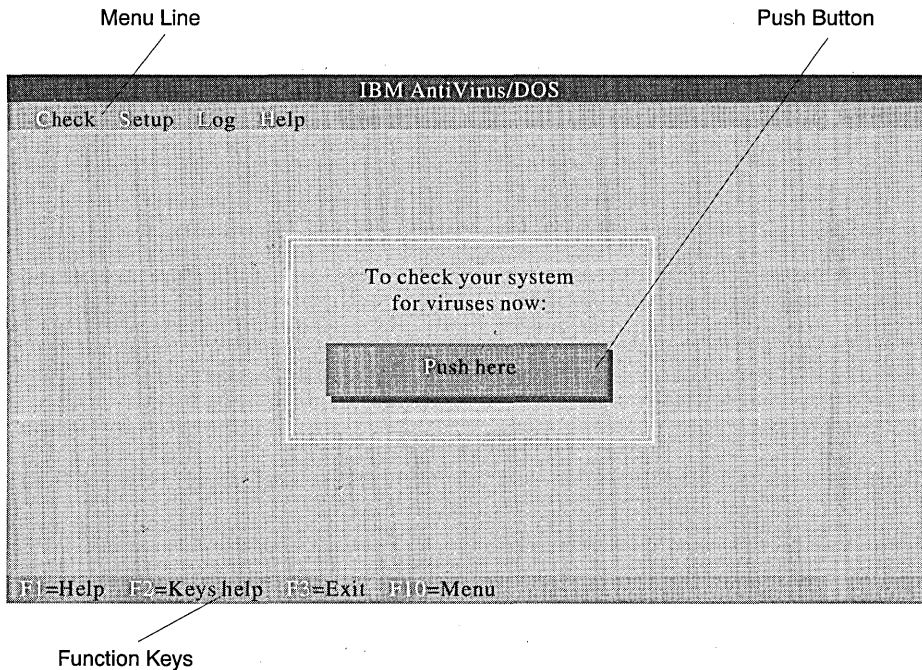 Menu Line
Push Button
IBM AntiVirus/DOS
Check Setup Log Help
To check your system
for viruses now:
Push here
F1=Help F2=Keys help F3=Exit F10=Menu
Function Keys